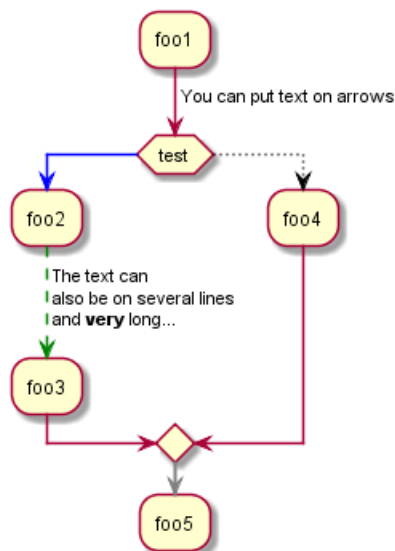 foo1
You can put text on arrows
test
foo2
foo4
The text can
also be on several lines
and very long...
foo3
foo5